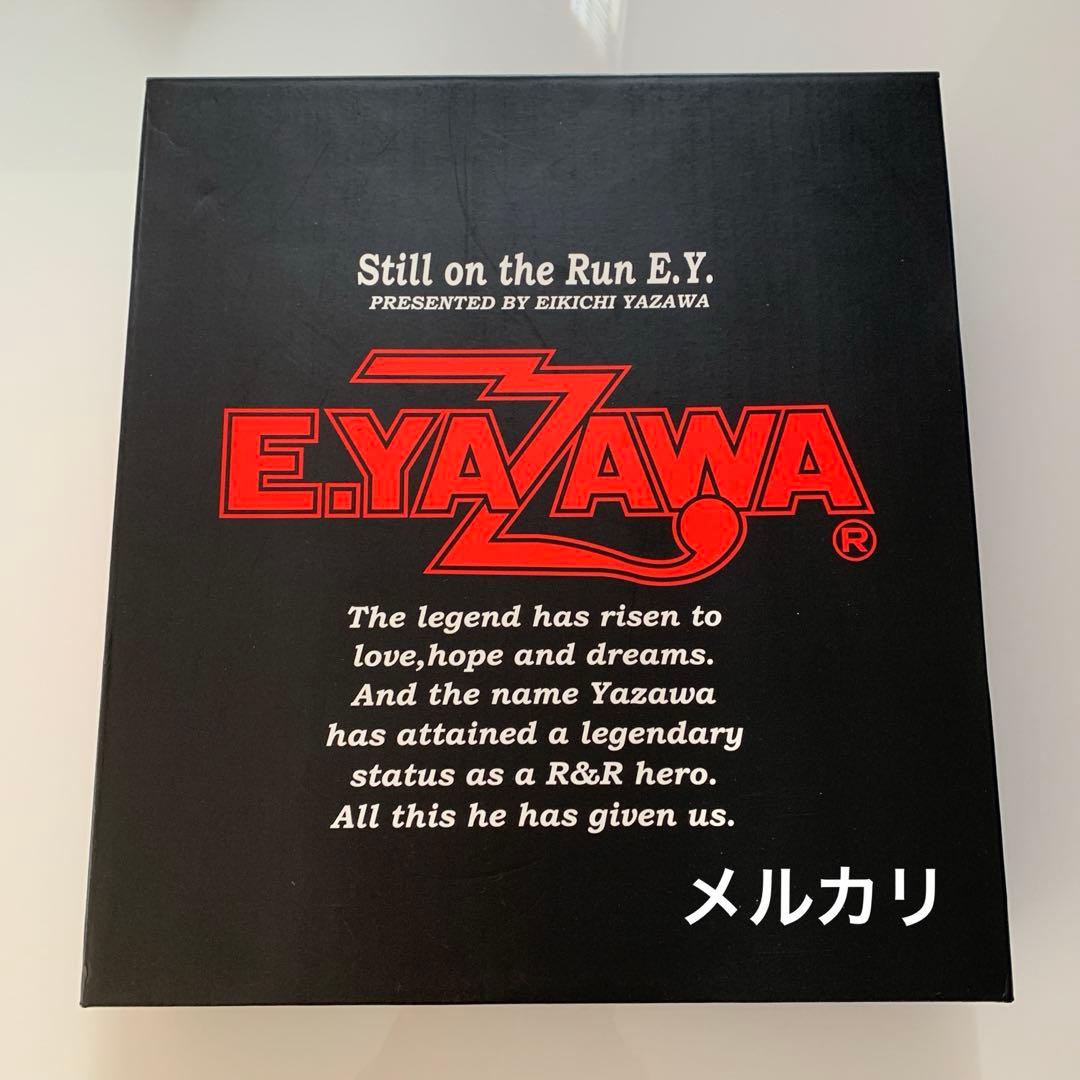 Still on the Run E.Y.
PRESENTED BY EIKICHI YAZAWA
E.YAZAWA
®
The legend has risen to
love,hope and dreams.
And the name Yazawa
has attained a legendary
status as a R&R hero.
All this he has given us.
メルカリ